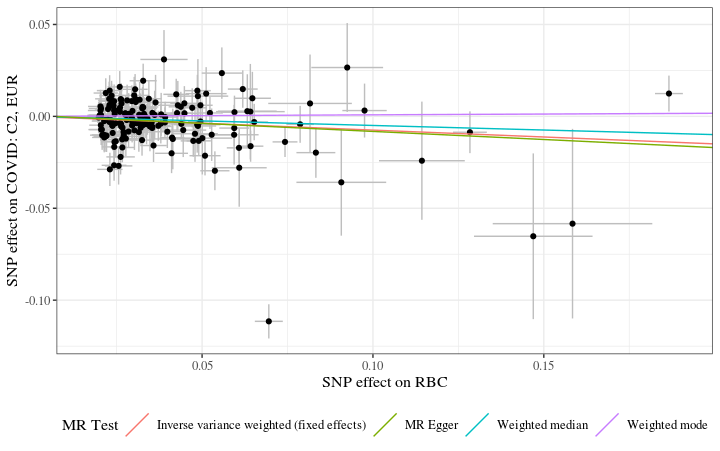 0.05
0.00
-0.05
-0.10
SNP effect on COVID: C2, EUR
0.05
0.10
0.15
SNP effect on RBC
MR Test
Inverse variance weighted (fixed effects)
MR Egger
Weighted median
Weighted mode